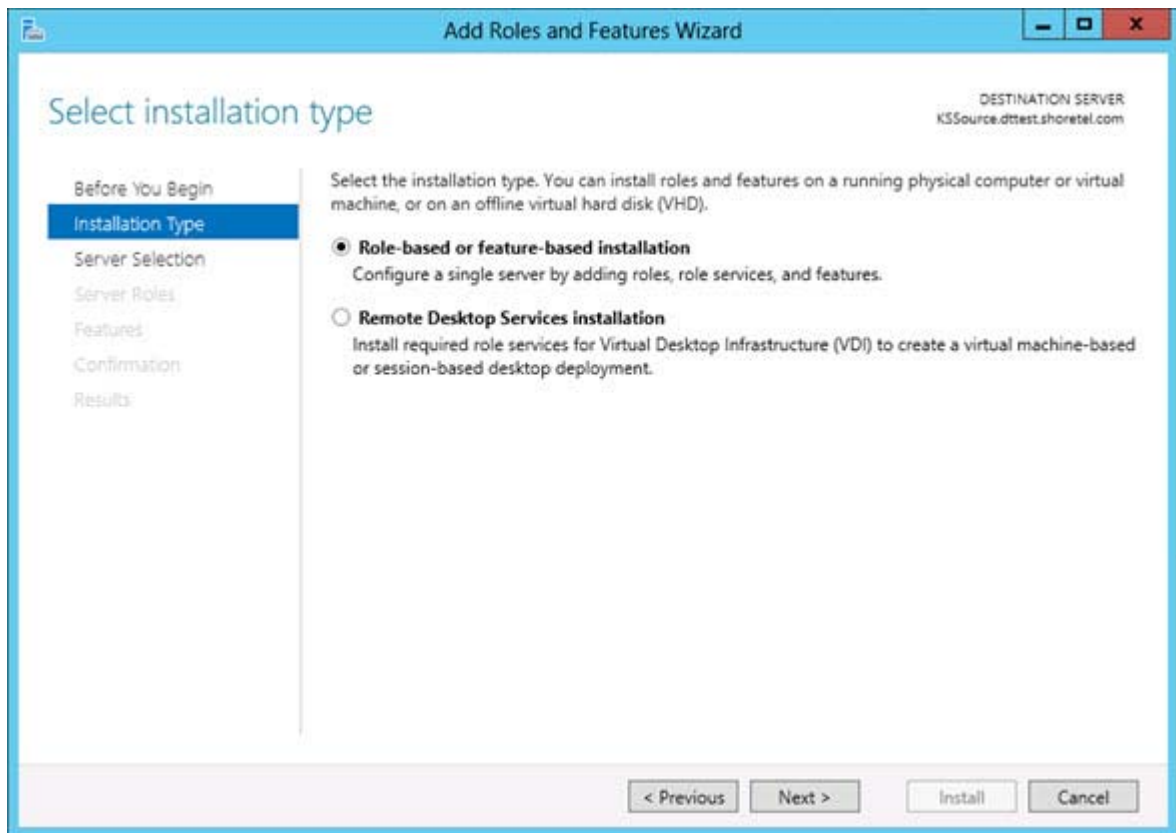 Add Roles and Features Wizard
Select installation type
DESTINATION SERVER
KSSource.dttest.shoretel.com
Before You Begin
Installation Type
Server Selection
Server Roles
Features
Confirmation
Results
Select the installation type. You can install roles and features on a running physical computer or virtual
machine, or on an offline virtual hard disk (VHD).
Role-based or feature-based installation
Configure a single server by adding roles, role services, and features.
Remote Desktop Services installation
Install required role services for Virtual Desktop Infrastructure (VDI) to create a virtual machine-based
or session-based desktop deployment.
< Previous
Next >
Install
Cancel